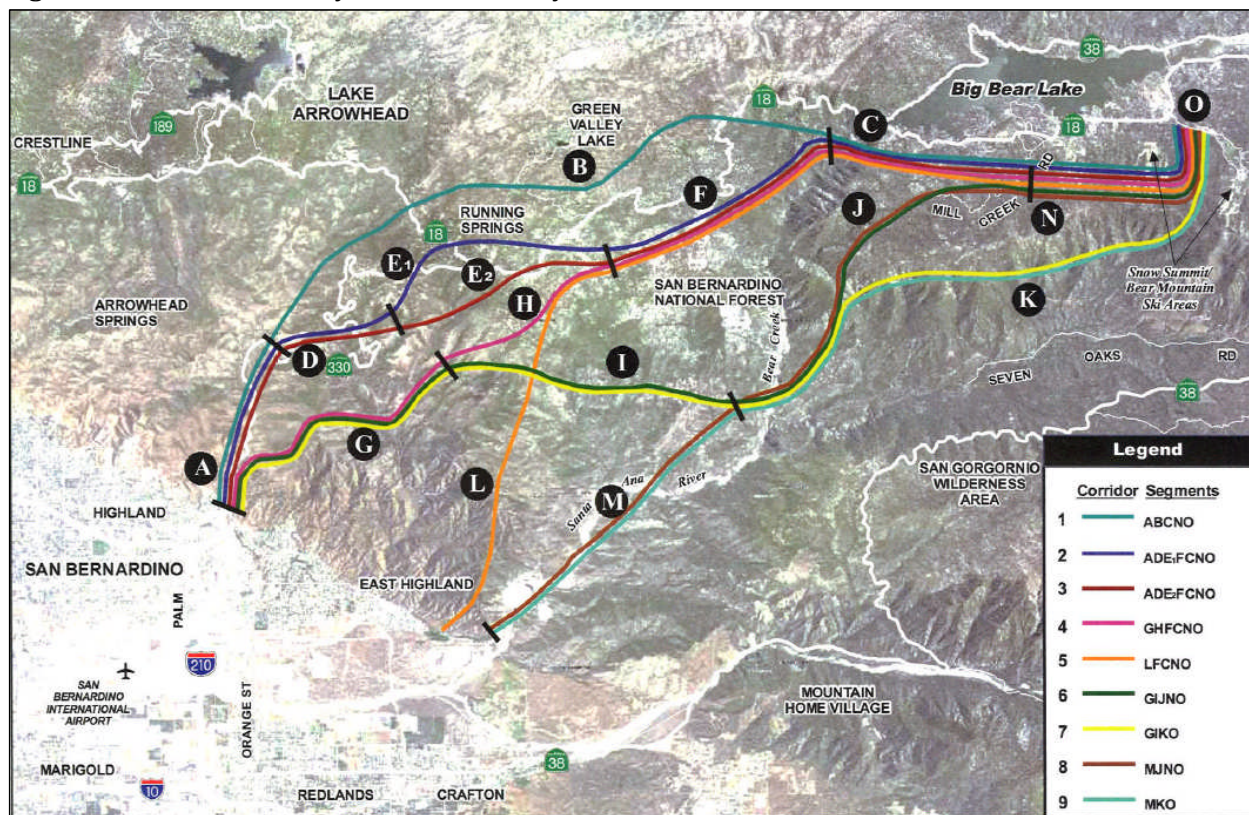 38
Big Bear Lake
O
LAKE
ARROWHEAD
189
CRESTLINE
18
GREEN
VALLEY
LAKE
18
C
18
B
RD
F
RUNNING
SPRINGS
18
J
MILL
CREEK
N
E1
E2
SAN BERNARDINO
NATIONAL FOREST
H
Snow Summit/
Bear Mountain
Ski Areas
K
ARROWHEAD
SPRINGS
D
330
Bear Creek
I
SEVEN OAKS RD
38
G
A
L
Santa Ana River
M
SAN GORGORNIO
WILDERNESS
AREA
HIGHLAND
SAN BERNARDINO
EAST HIGHLAND
PALM
210
SAN
BERNARDINO
INTERNATIONAL
AIRPORT
ORANGE ST
MOUNTAIN
HOME VILLAGE
MARIGOLD
10
38
REDLANDS
CRAFTON
Legend
Corridor Segments
1 ABCNO
2 ADE1FCNO
3 ADE2FCNO
4 GHFCNO
5 LFCNO
6 GIJNO
7 GIKO
8 MJNO
9 MKO